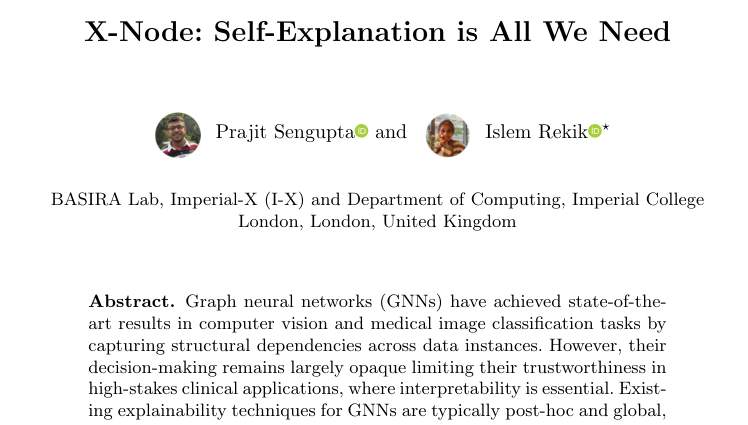 X-Node: Self-Explanation is All We Need
Prajit Sengupta and Islem Rekik*
BASIRA Lab, Imperial-X (I-X) and Department of Computing, Imperial College
London, London, United Kingdom
Abstract. Graph neural networks (GNNs) have achieved state-of-the-
art results in computer vision and medical image classification tasks by
capturing structural dependencies across data instances. However, their
decision-making remains largely opaque limiting their trustworthiness in
high-stakes clinical applications, where interpretability is essential. Exist-
ing explainability techniques for GNNs are typically post-hoc and global,